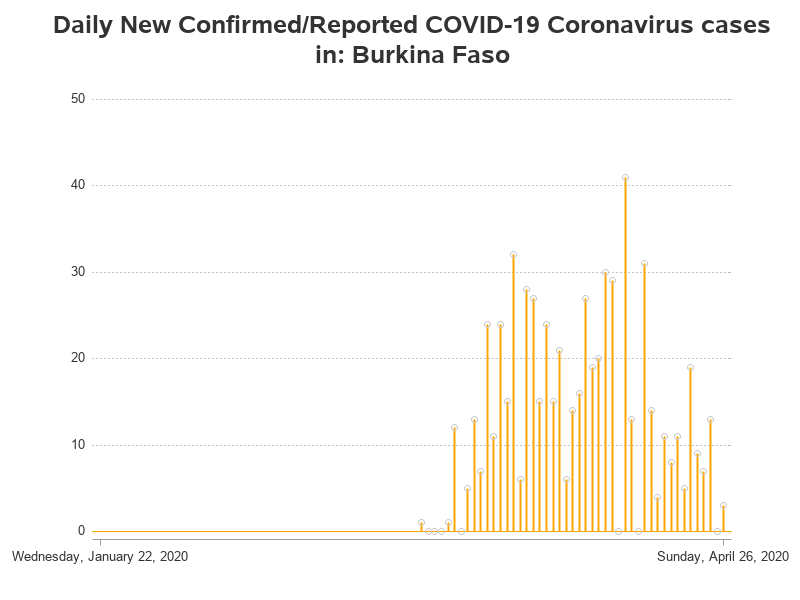 Daily New Confirmed/Reported COVID-19 Coronavirus cases
in: Burkina Faso
50
40
30
20
10
0
Wednesday, January 22, 2020
Sunday, April 26, 2020